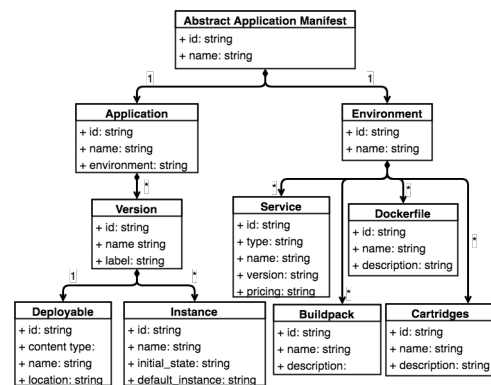 Abstract Application Manifest
+ id: string
+ name: string
1
1
Application
+ id: string
+ name: string
+ environment: string
Environment
+ id: string
+ name: string
*
*
*
*
*
Version
+ id: string
+ name string
+ label: string
Service
+ id: string
+ type: string
+ name: string
+ version: string
+ pricing: string
Dockerfile
+ id: string
+ name: string
+ description: string
1
*
Deployable
+ id: string
+ content type:
+ name: string
+ location: string
Instance
+ id: string
+ name: string
+ initial_state: string
+ default_instance: string
Buildpack
+ id: string
+ name: string
+ description:
Cartridges
+ id: string
+ name: string
+ description: string